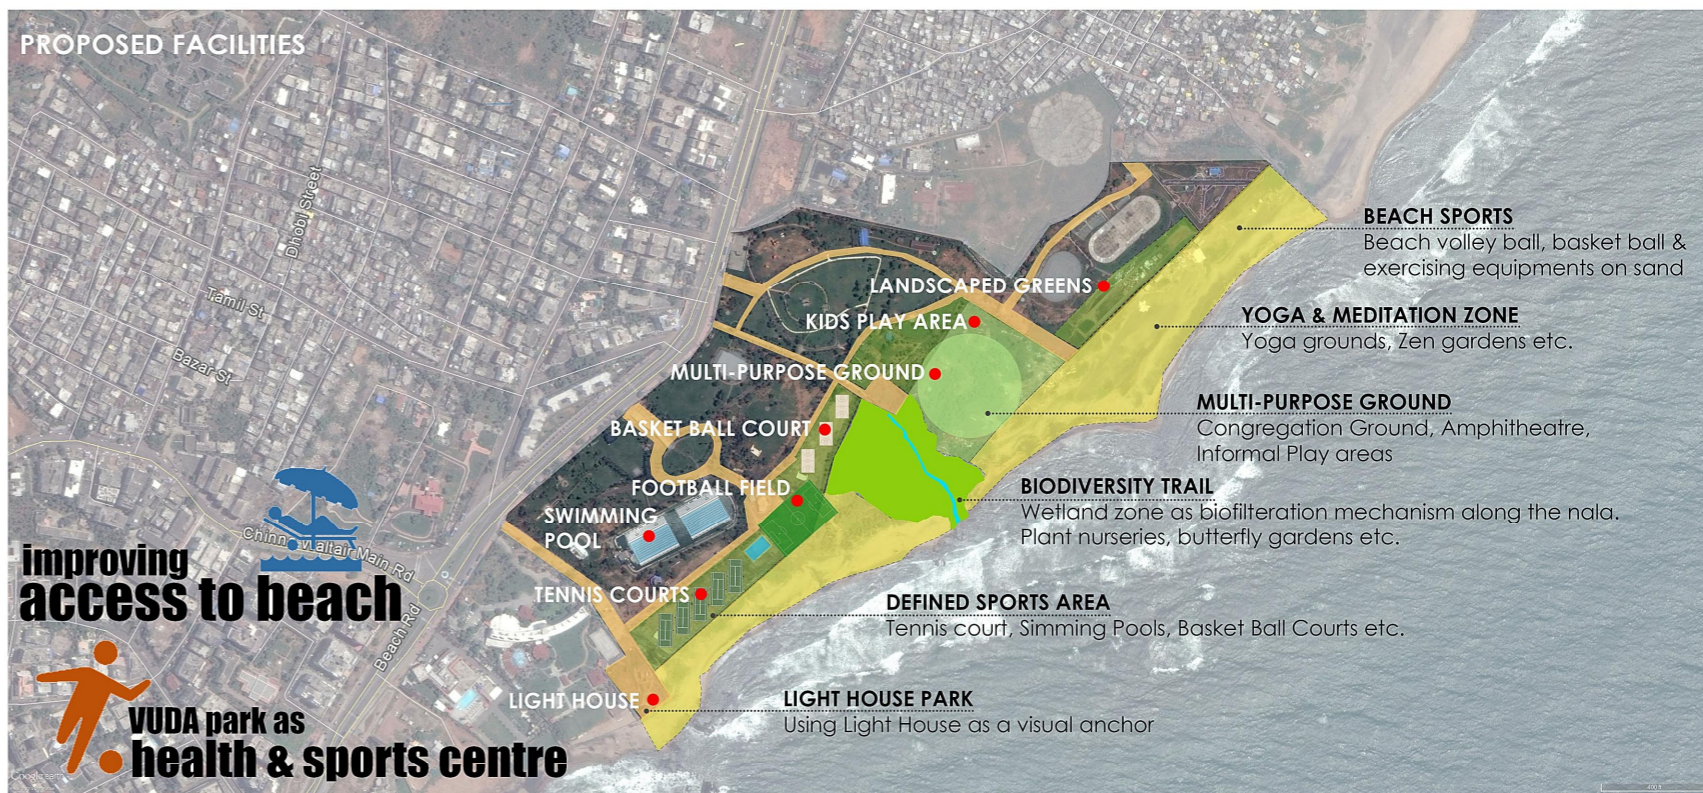 PROPOSED FACILITIES
Dhobi Street
Tamil St
Bazar St
Chinna Waltair Main Rd
Beach Rd
LANDSCAPED GREENS
KIDS PLAY AREA
MULTI-PURPOSE GROUND
BASKET BALL COURT
FOOTBALL FIELD
SWIMMING
POOL
TENNIS COURTS
LIGHT HOUSE
BEACH SPORTS
Beach volley ball, basket ball &
exercising equipments on sand
YOGA & MEDITATION ZONE
Yoga grounds, Zen gardens etc.
MULTI-PURPOSE GROUND
Congregation Ground, Amphitheatre,
Informal Play areas
BIODIVERSITY TRAIL
Wetland zone as biofilteration mechanism along the nala.
Plant nurseries, butterfly gardens etc.
DEFINED SPORTS AREA
Tennis court, Simming Pools, Basket Ball Courts etc.
LIGHT HOUSE PARK
Using Light House as a visual anchor
improving
access to beach
VUDA park as
health & sports centre